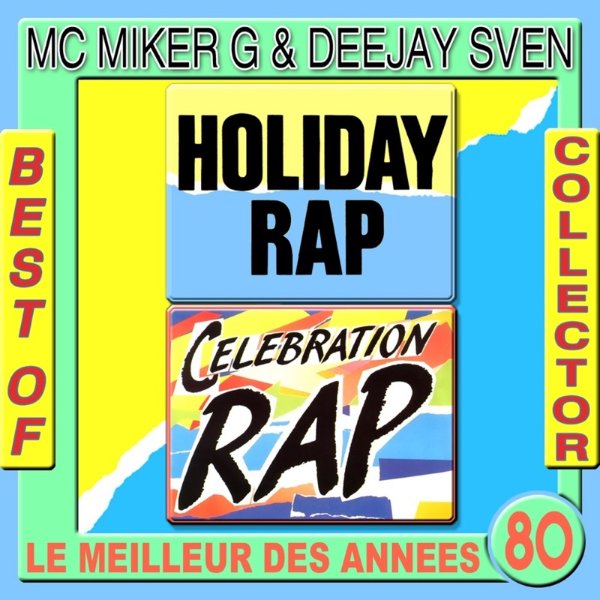 MC MIKER G & DEEJAY SVEN
BEST OF
HOLIDAY
RAP
COLLECTOR
CELEBRATION
RAP
LE MEILLEUR DES ANNEES 80